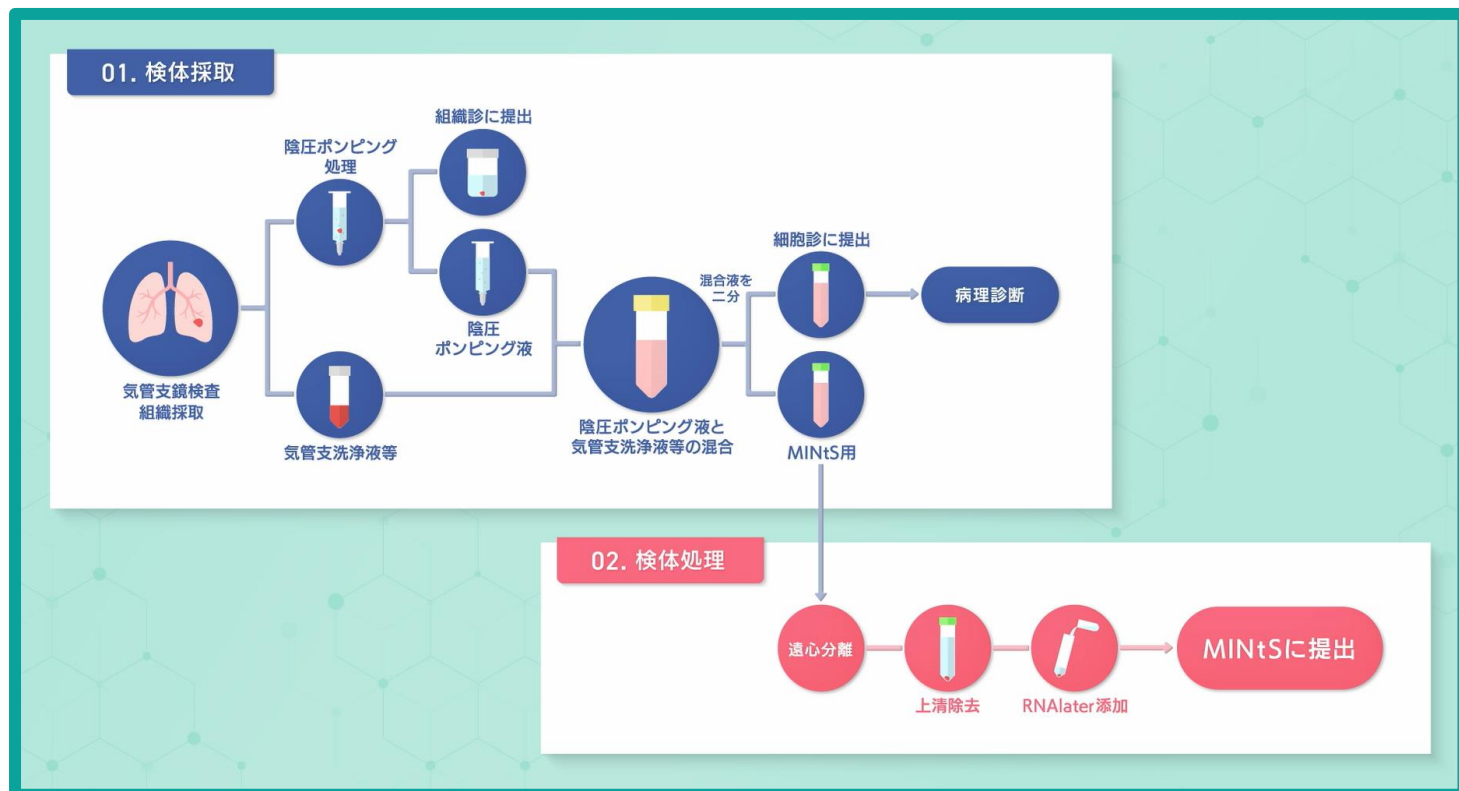 01. 検体採取
組織診に提出
陰圧ポンピング
処理
陰圧
ポンピング液
気管支鏡検査
組織採取
気管支洗浄液等
陰圧ポンピング液と
気管支洗浄液等の混合
混合液を
二分
細胞診に提出
病理診断
MINtS用
02. 検体処理
遠心分離
上清除去
RNAlater添加
MINtSに提出